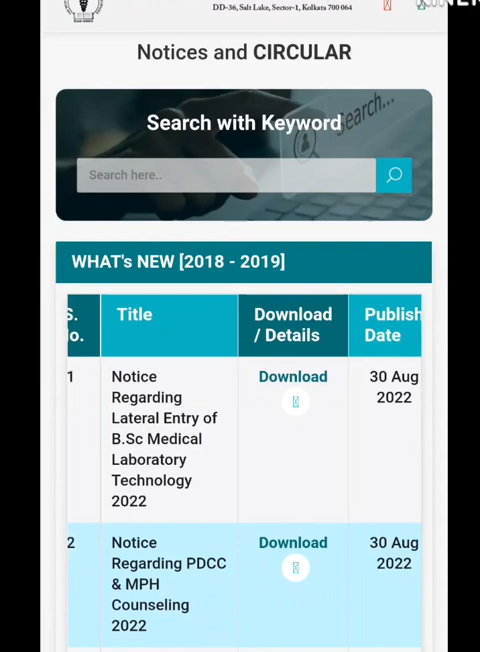 DD-36, Salt Lake, Sector-1, Kolkata 700 064
Notices and CIRCULAR
Search with Keyword
Search...
Search here..
WHAT's NEW [2018 - 2019]
Title
Download
/ Details
Publish
Date
1
Notice
Regarding
Lateral Entry of
B.Sc Medical
Laboratory
Technology
2022
Download
30 Aug
2022
2
Notice
Regarding PDCC
& MPH
Counseling
2022
Download
30 Aug
2022